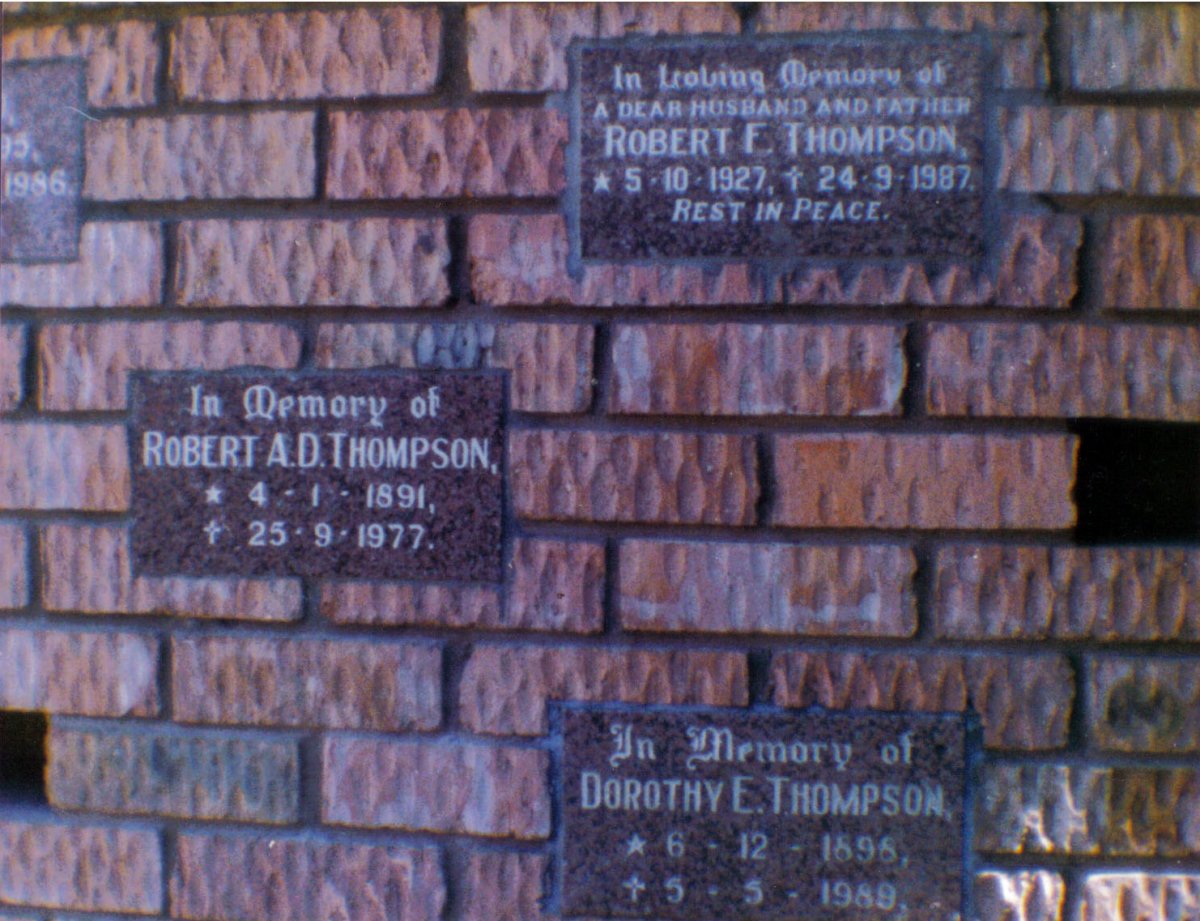 1986.
In Loving Memory of
A DEAR HUSBAND AND FATHER
ROBERT F. THOMPSON,
★ 5·10·1927, ✝ 24·9·1987.
REST IN PEACE.
In Memory of
ROBERT A.D. THOMPSON,
★ 4 - 1 - 1891,
✝ 25·9·1977.
In Memory of
DOROTHY E. THOMPSON,
★ 6 - 12 - 1898,
✝ 5 - 5 - 1989,